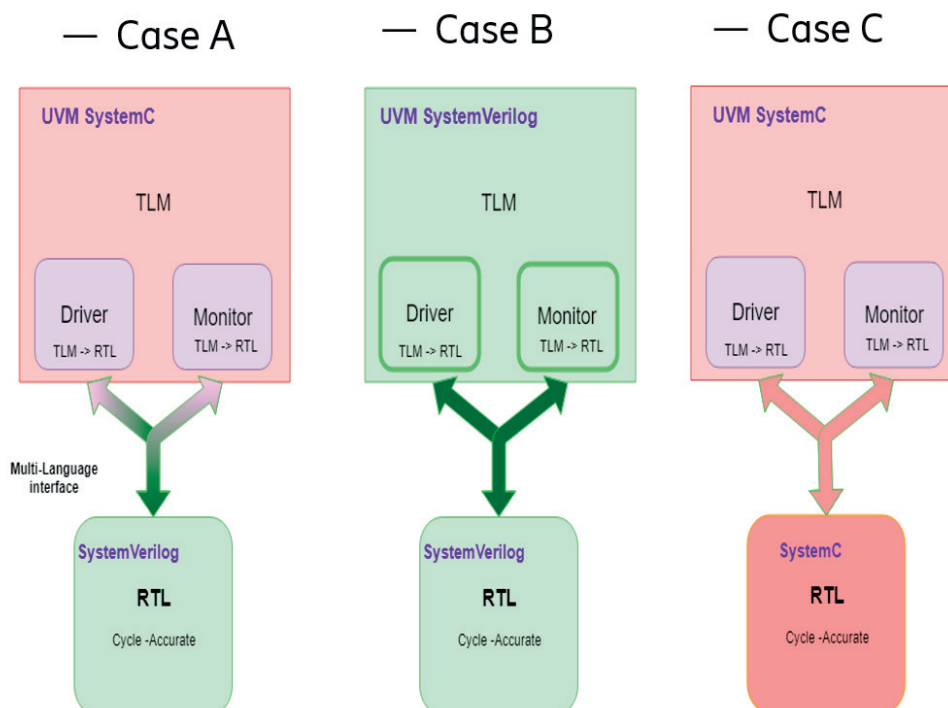 — Case A
UVM SystemC
TLM
Driver
TLM -> RTL
Monitor
TLM -> RTL
Multi-Language
interface
SystemVerilog
RTL
Cycle -Accurate
— Case B
UVM SystemVerilog
TLM
Driver
TLM -> RTL
Monitor
TLM -> RTL
SystemVerilog
RTL
Cycle -Accurate
— Case C
UVM SystemC
TLM
Driver
TLM -> RTL
Monitor
TLM -> RTL
SystemC
RTL
Cycle -Accurate